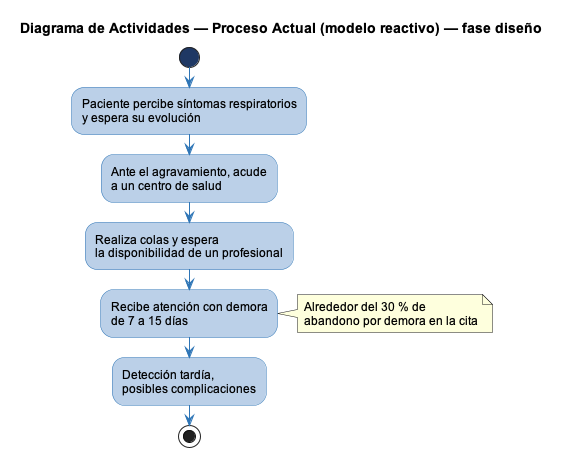 Diagrama de Actividades — Proceso Actual (modelo reactivo) — fase diseño
Paciente percibe síntomas respiratorios
y espera su evolución
Ante el agravamiento, acude
a un centro de salud
Realiza colas y espera
la disponibilidad de un profesional
Recibe atención con demora
de 7 a 15 días
Alrededor del 30 % de
abandono por demora en la cita
Detección tardía,
posibles complicaciones